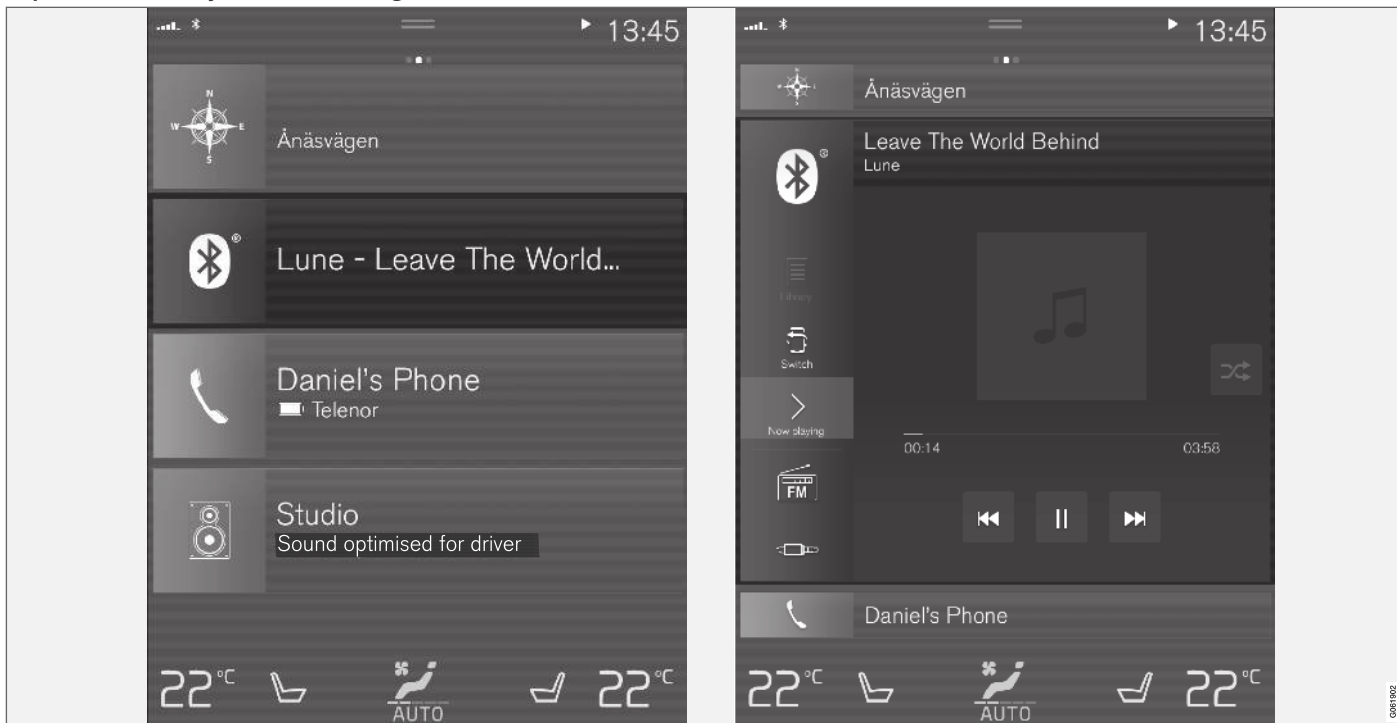 13:45
N
W E
S
Ånäsvägen
Lune - Leave The World...
Daniel's Phone
Telenor
Studio
Sound optimised for driver
22°C
AUTO
22°C
13:45
Ånäsvägen
Leave The World Behind
Lune
Library
Switch
Now playing
00:14
03:58
FM
Daniel's Phone
22°C
AUTO
22°C
G061902